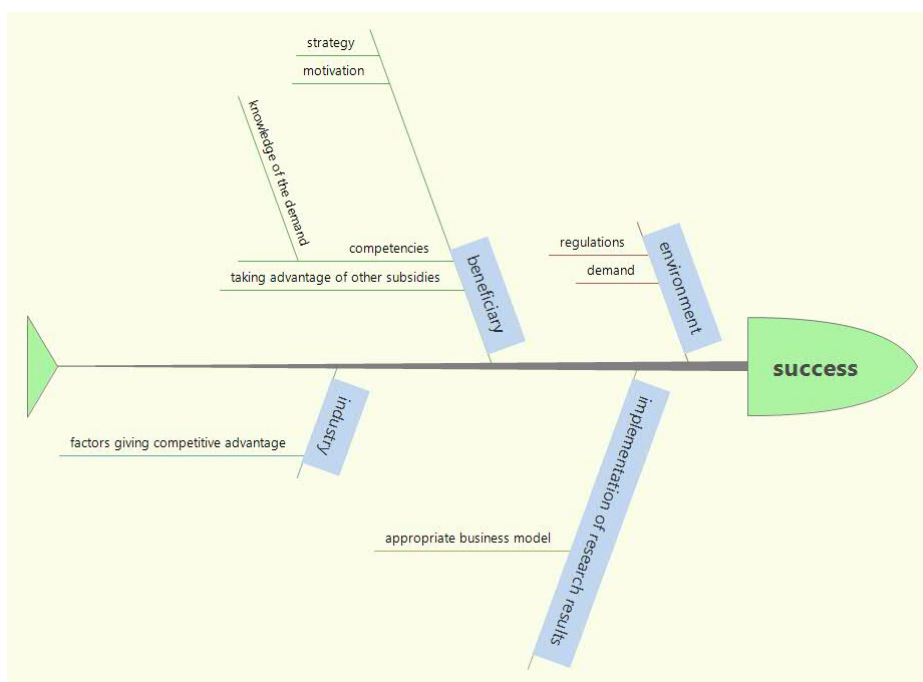 strategy
motivation
knowledge of the demand
competencies
taking advantage of other subsidies
beneficiary
regulations
demand
environment
success
industry
factors giving competitive advantage
implementation of research results
appropriate business model